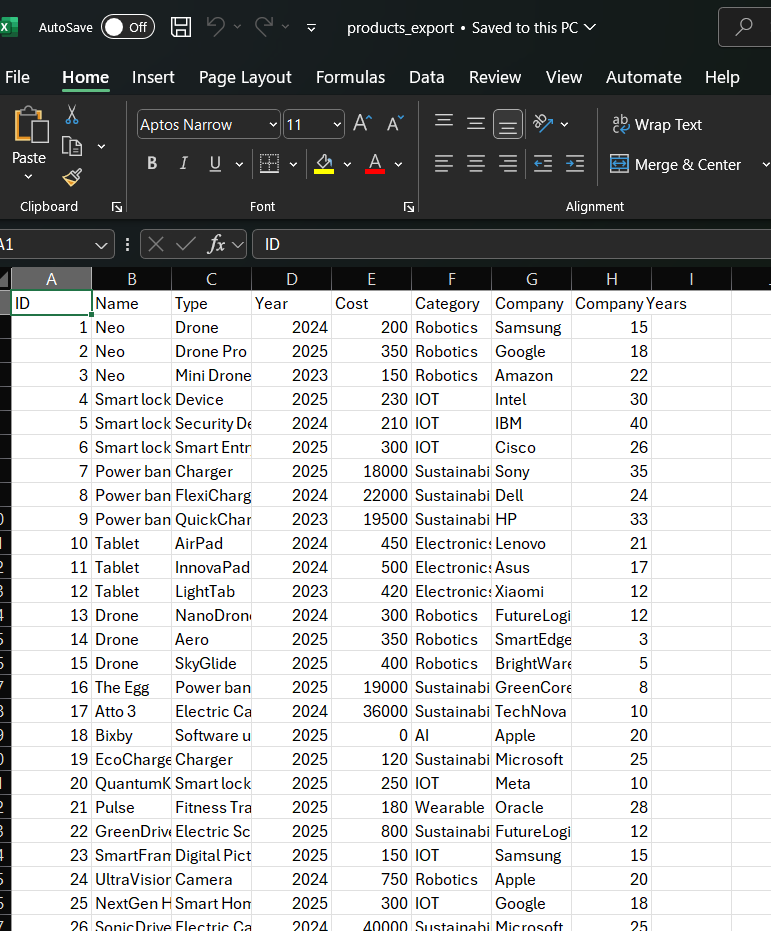 AutoSave Off products_export • Saved to this PC
File Home Insert Page Layout Formulas Data Review View Automate Help
Aptos Narrow 11 ab Wrap Text
Paste B I U A Merge & Center
Clipboard Font Alignment
A1 fx ID
A B C D E F G H I
ID Name Type Year Cost Category Company Company Years
1 Neo Drone 2024 200 Robotics Samsung 15
2 Neo Drone Pro 2025 350 Robotics Google 18
3 Neo Mini Drone 2023 150 Robotics Amazon 22
4 Smart lock Device 2025 230 IOT Intel 30
5 Smart lock Security De 2024 210 IOT IBM 40
6 Smart lock Smart Entr 2025 300 IOT Cisco 26
7 Power ban Charger 2025 18000 Sustainabi Sony 35
8 Power ban FlexiCharg 2024 22000 Sustainabi Dell 24
9 Power ban QuickChar 2023 19500 Sustainabi HP 33
10 Tablet AirPad 2024 450 Electronics Lenovo 21
11 Tablet InnovaPad 2024 500 Electronics Asus 17
12 Tablet LightTab 2023 420 Electronics Xiaomi 12
13 Drone NanoDron 2024 300 Robotics FutureLogi 12
14 Drone Aero 2025 350 Robotics SmartEdge 3
15 Drone SkyGlide 2025 400 Robotics BrightWare 5
16 The Egg Power ban 2025 19000 Sustainabi GreenCore 8
17 Atto 3 Electric Ca 2024 36000 Sustainabi TechNova 10
18 Bixby Software u 2025 0 AI Apple 20
19 EcoCharge Charger 2025 120 Sustainabi Microsoft 25
20 QuantumK Smart lock 2025 250 IOT Meta 10
21 Pulse Fitness Tra 2025 180 Wearable Oracle 28
22 GreenDrive Electric Sc 2025 800 Sustainabi FutureLogi 12
23 SmartFram Digital Pict 2025 150 IOT Samsung 15
24 UltraVision Camera 2024 750 Robotics Apple 20
25 NextGen H Smart Hom 2025 300 IOT Google 18
26 SonicDrive Electric Ca 2024 40000 Sustainabi Microsoft 25